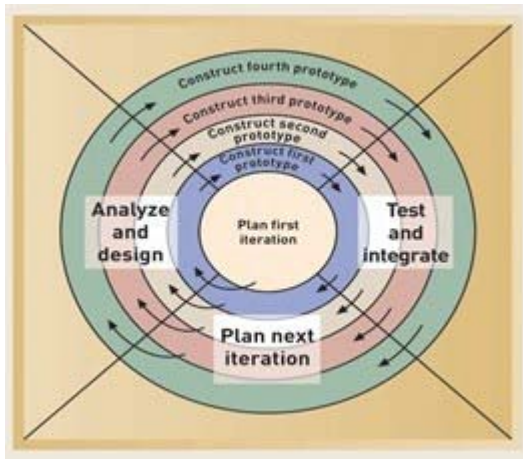 Construct fourth prototype
Construct third prototype
Construct second
prototype
Construct first
prototype
Analyze
and
design
Plan first
iteration
Test
and
integrate
Plan next
iteration